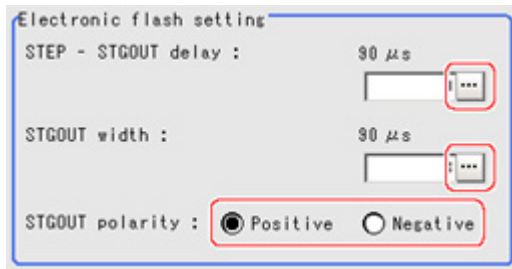 Electronic flash setting
STEP - STGOUT delay : 90 μs
...
STGOUT width : 90 μs
...
STGOUT polarity : Positive Negative